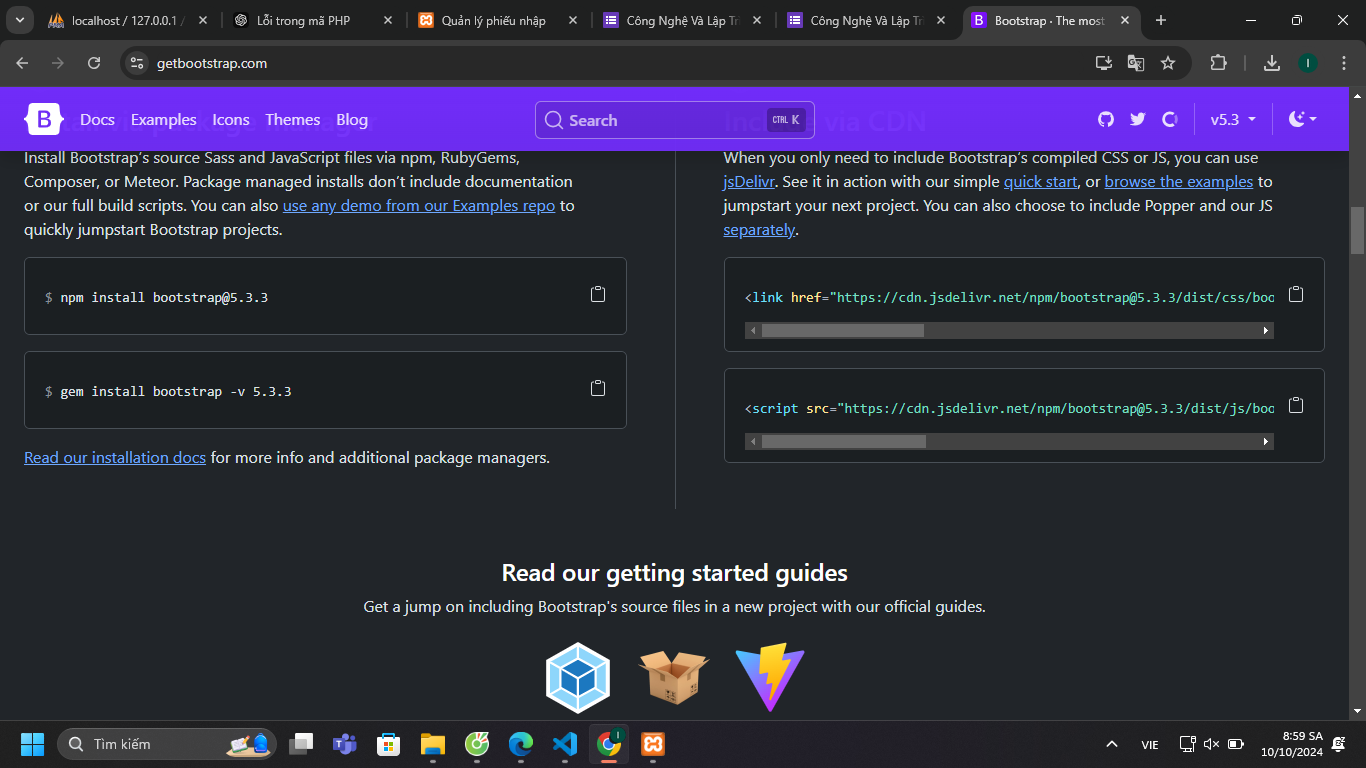 localhost / 127.0.0.1 /
Lỗi trong mã PHP
Quản lý phiếu nhập
Công Nghệ Và Lập Tr
Công Nghệ Và Lập Tr
Bootstrap · The most
getbootstrap.com
I
B
Docs
Examples
Icons
Themes
Blog
Search
CTRL K
v5.3
Install via package manager
Install Bootstrap's source Sass and JavaScript files via npm, RubyGems,
Composer, or Meteor. Package managed installs don't include documentation
or our full build scripts. You can also use any demo from our Examples repo to
quickly jumpstart Bootstrap projects.
$ npm install bootstrap@5.3.3
$ gem install bootstrap -v 5.3.3
Read our installation docs for more info and additional package managers.
Include via CDN
When you only need to include Bootstrap's compiled CSS or JS, you can use
jsDelivr. See it in action with our simple quick start, or browse the examples to
jumpstart your next project. You can also choose to include Popper and our JS
separately.
<link href="https://cdn.jsdelivr.net/npm/bootstrap@5.3.3/dist/css/boo
<script src="https://cdn.jsdelivr.net/npm/bootstrap@5.3.3/dist/js/boo
Read our getting started guides
Get a jump on including Bootstrap's source files in a new project with our official guides.
Tìm kiếm
VIE
8:59 SA
10/10/2024